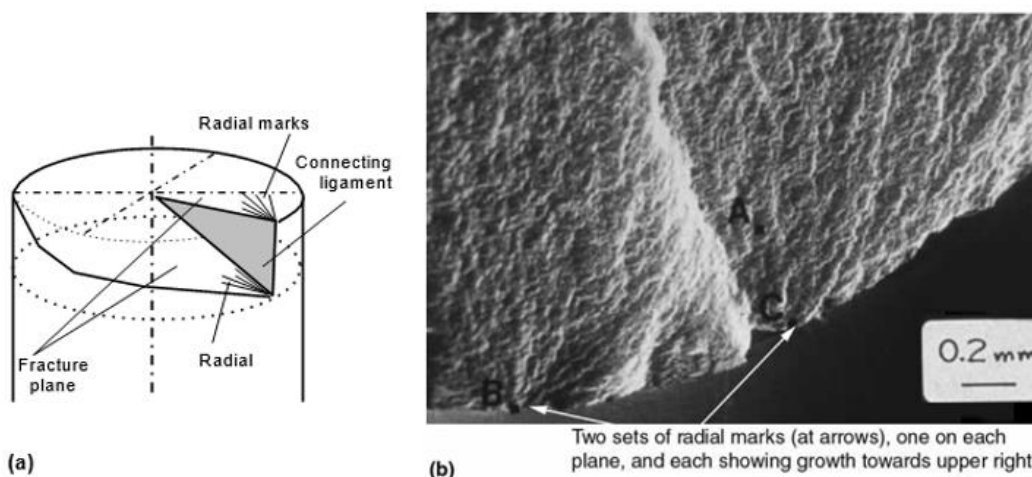 Radial marks
Connecting
ligament
Fracture
plane
Radial
(a)
A
B
C
0.2 mm
Two sets of radial marks (at arrows), one on each
plane, and each showing growth towards upper right
(b)